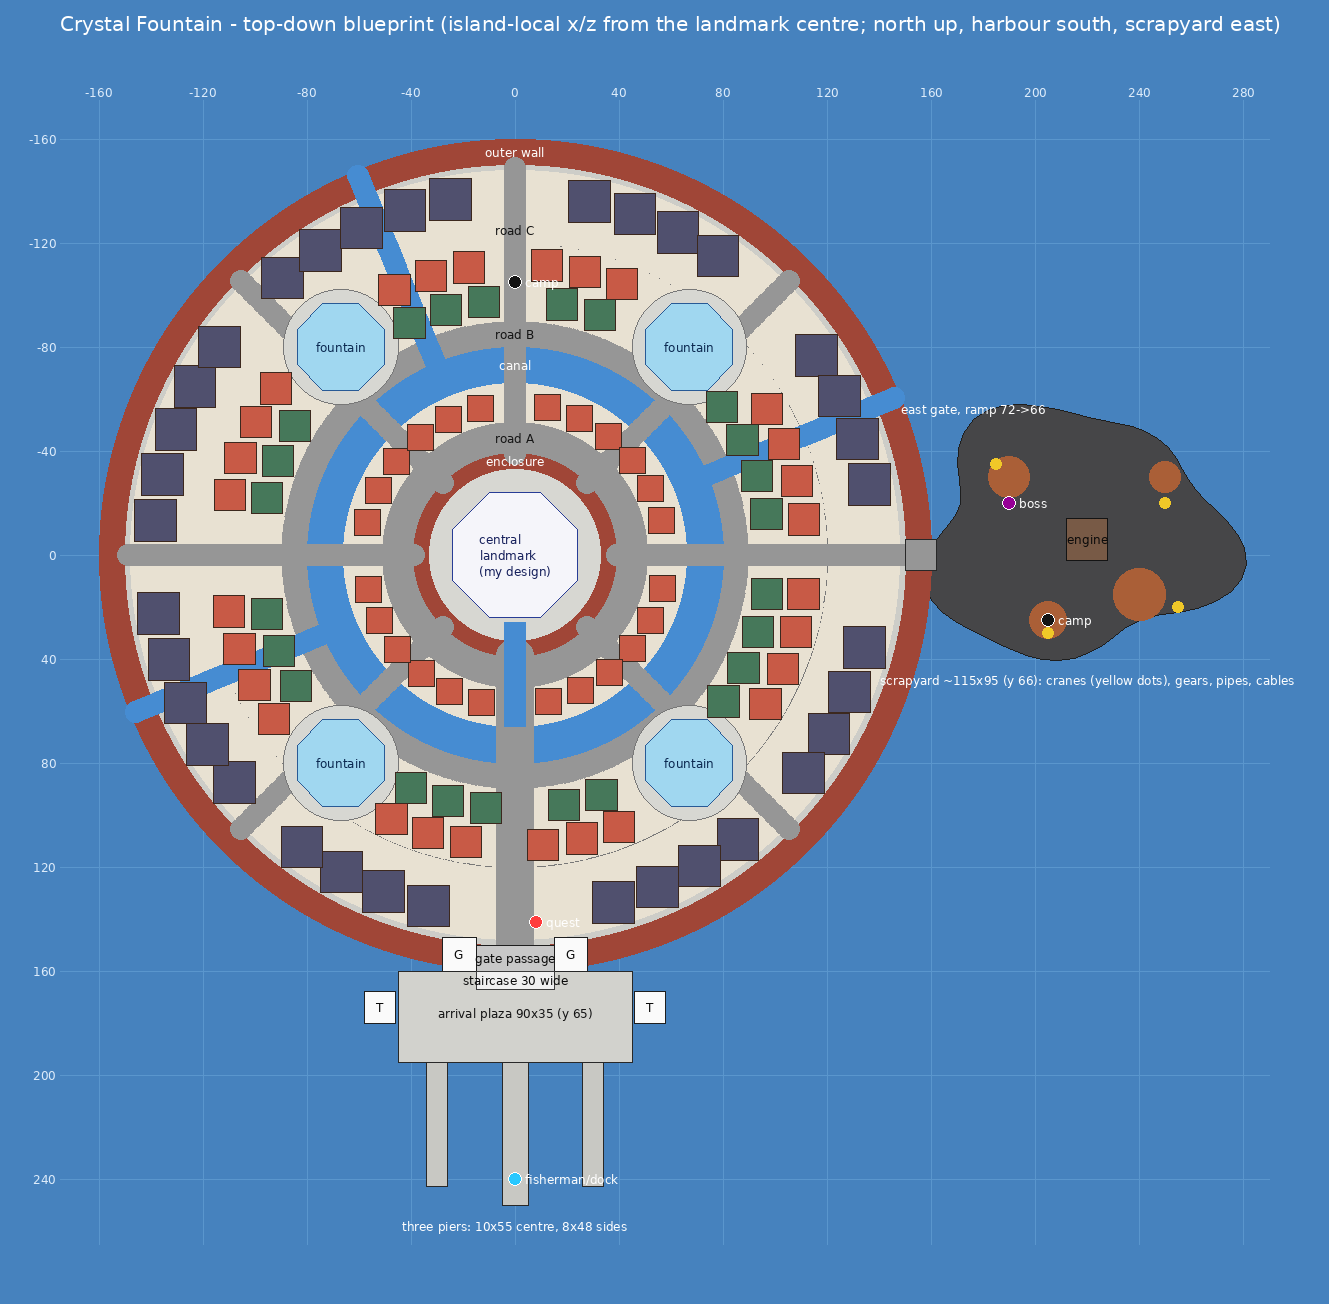 Crystal Fountain - top-down blueprint (island-local x/z from the landmark centre; north up, harbour south, scrapyard east)
-160 -120 -80 -40 0 40 80 120 160 200 240 280
-160
outer wall
road C
-120
camp
road B
-80
fountain
fountain
canal
east gate, ramp 72->66
road A
-40
enclosure
boss
central
landmark
(my design)
engine
0
camp
40
scrapyard ~115x95 (y 66): cranes (yellow dots), gears, pipes, cables
fountain
fountain
80
120
quest
G
gate passage
G
160
staircase 30 wide
T
arrival plaza 90x35 (y 65)
T
200
240
fisherman/dock
three piers: 10x55 centre, 8x48 sides